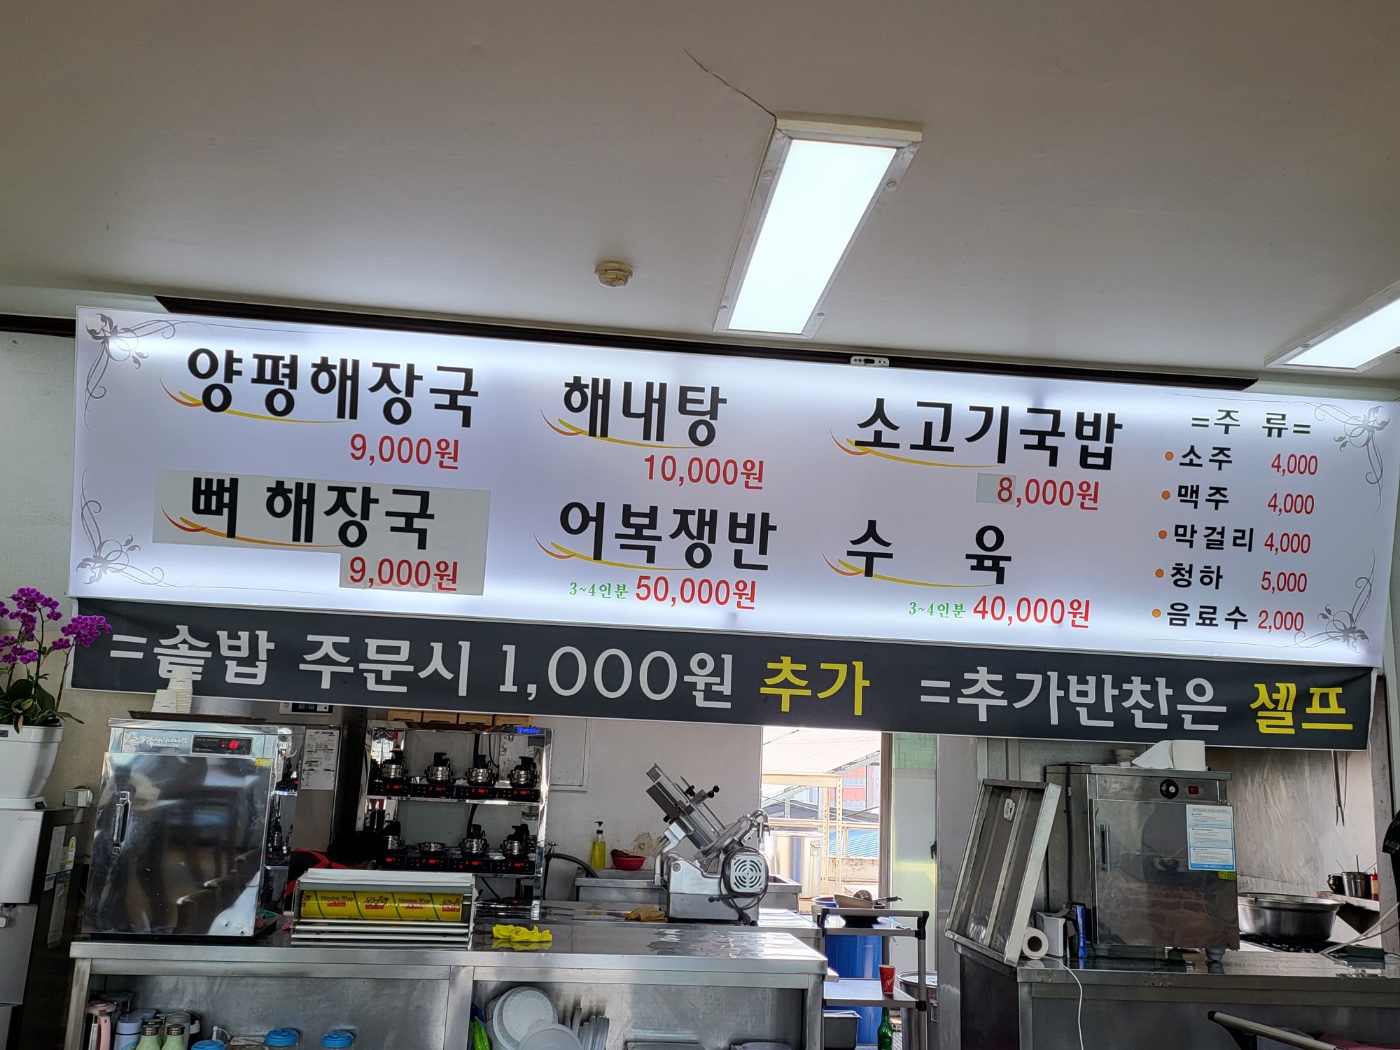 양평해장국
9,000원
해내탕
10,000원
소고기국밥
8,000원
뼈 해장국
9,000원
어복쟁반
3~4인분 50,000원
수 육
3~4인분 40,000원
=주 류=
소주 4,000
맥주 4,000
막걸리 4,000
청하 5,000
음료수 2,000
=솥밥 주문시 1,000원 추가 =추가반찬은 셀프